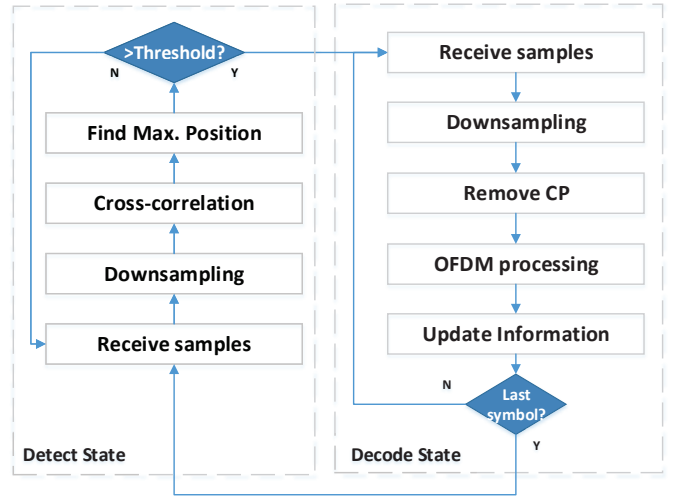 >Threshold?
N
Y
Find Max. Position
Cross-correlation
Downsampling
Receive samples
Detect State
Receive samples
Downsampling
Remove CP
OFDM processing
Update Information
N
Last
symbol?
Y
Decode State